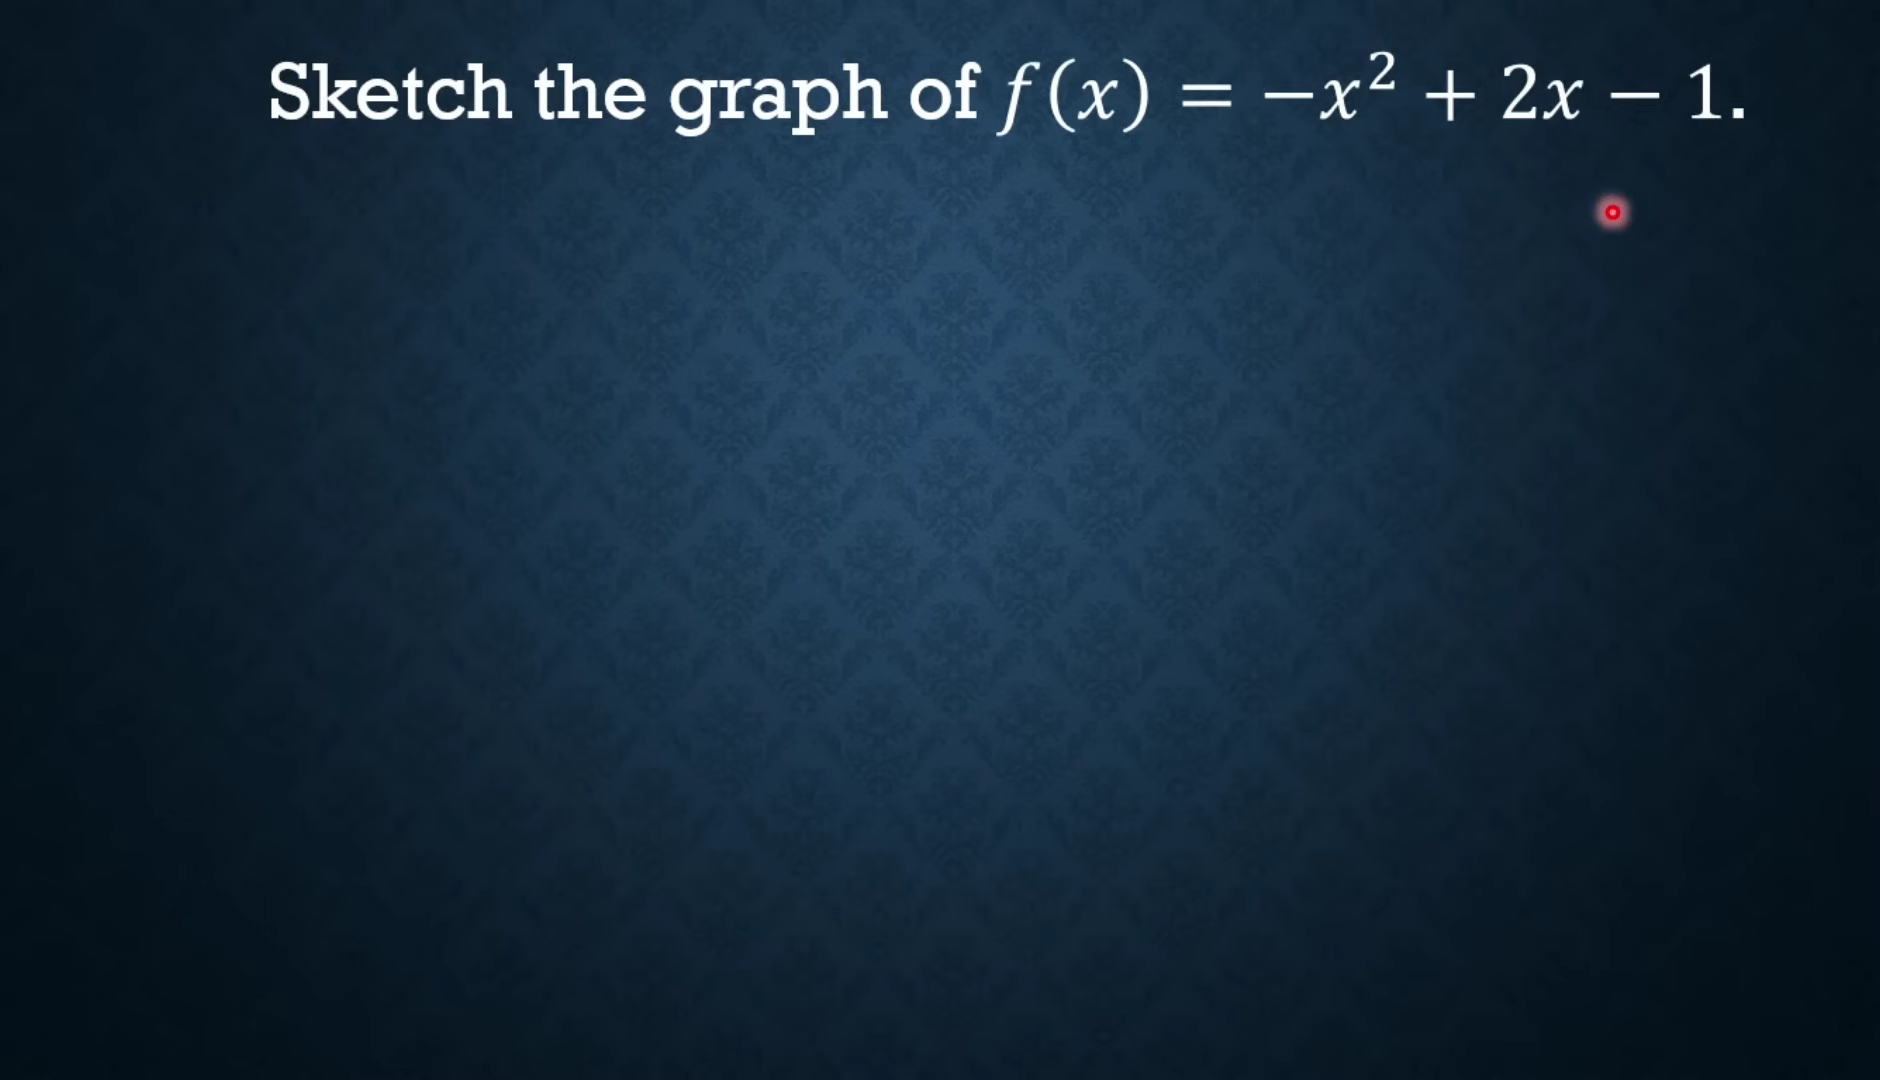 Sketch the graph of f(x) = −x² + 2x − 1.